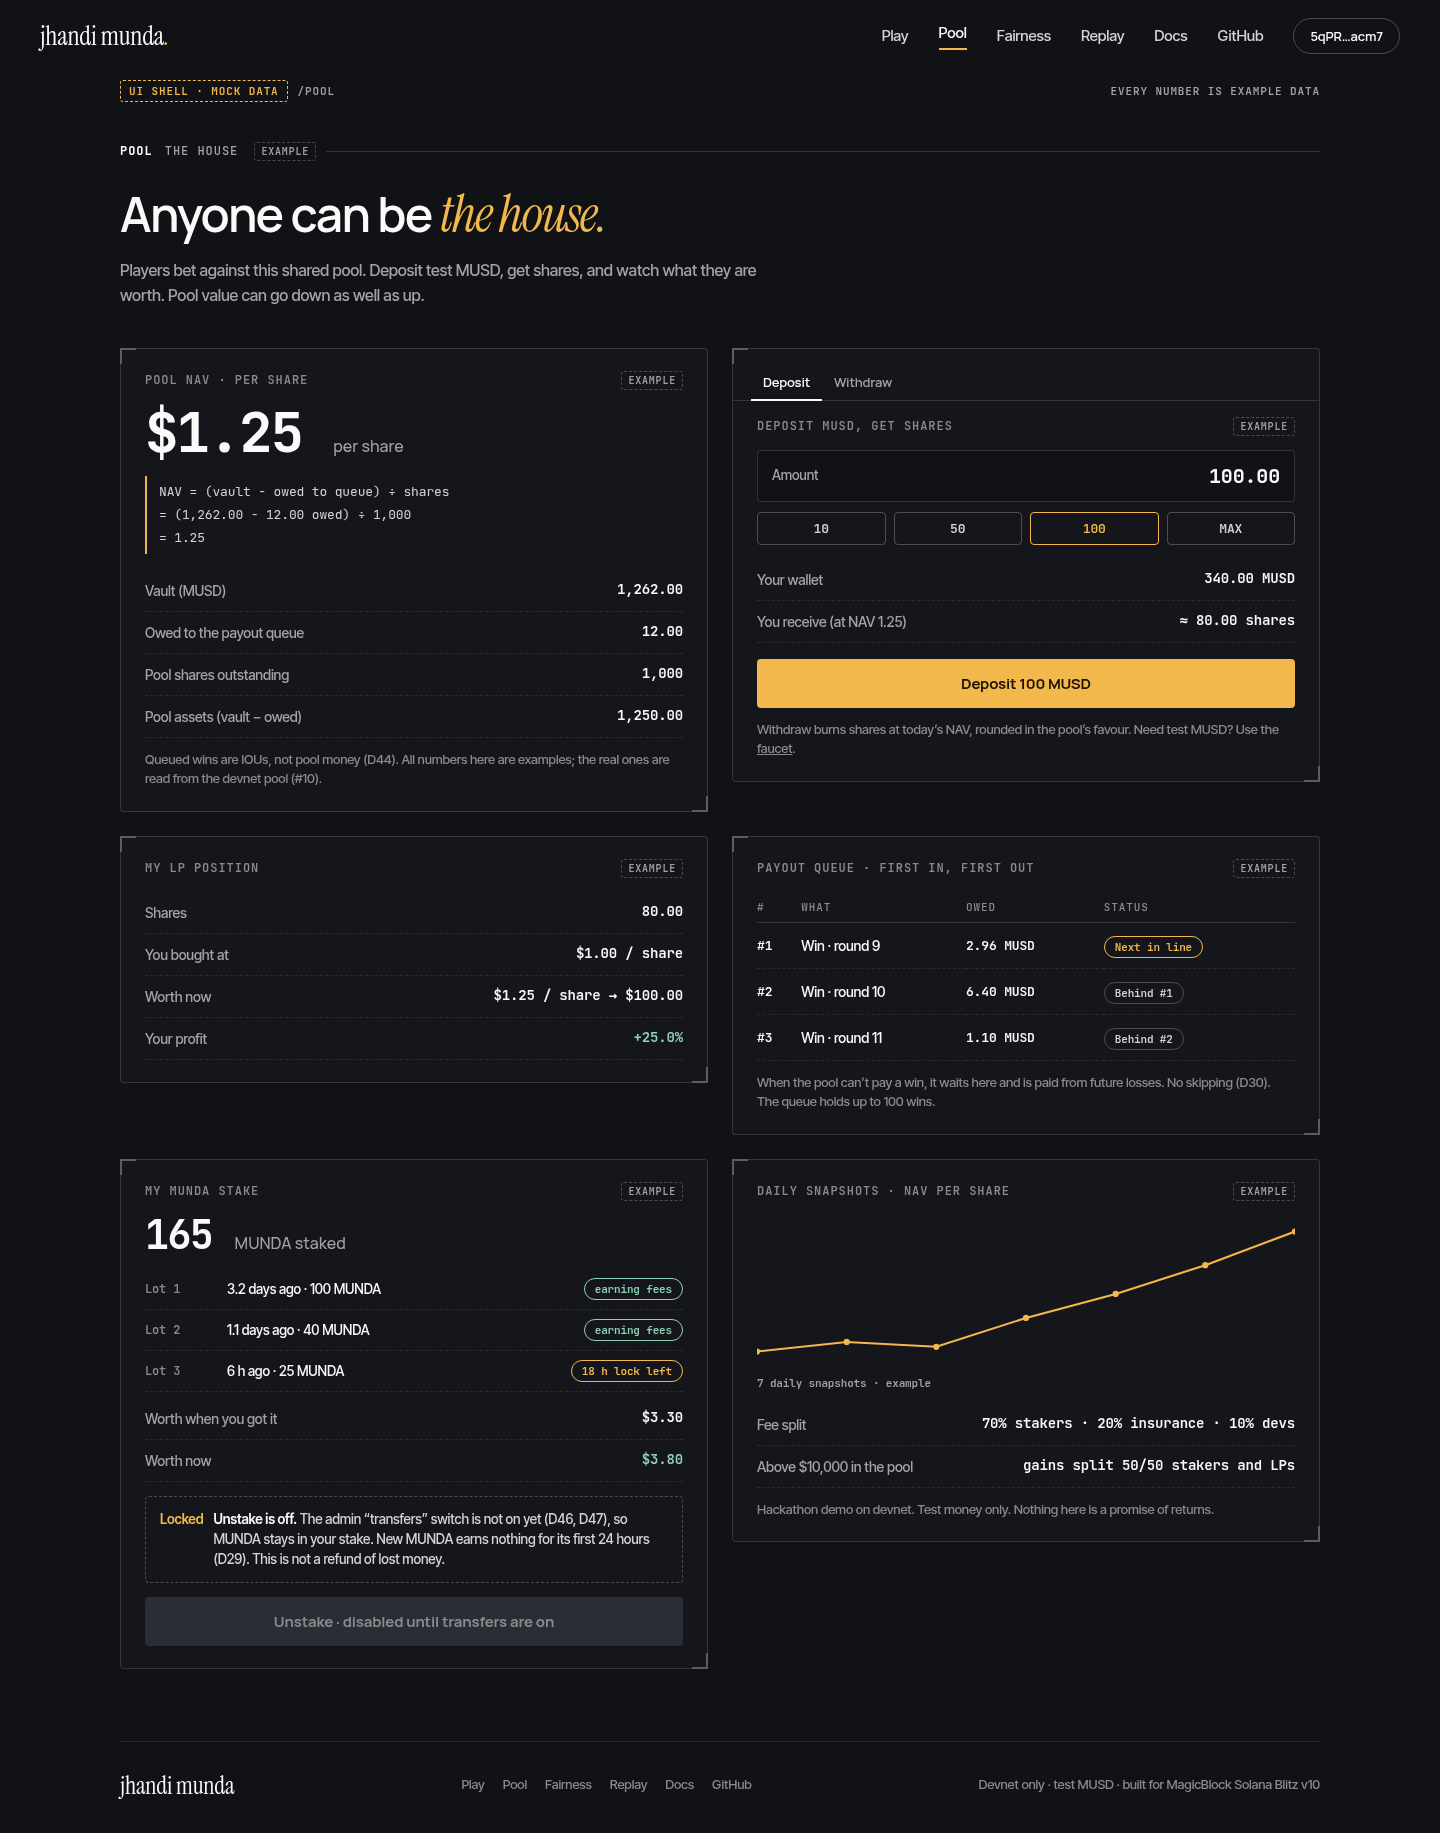 jhandi munda.
Play Pool Fairness Replay Docs GitHub 5qPR...acm7
UI SHELL · MOCK DATA /POOL EVERY NUMBER IS EXAMPLE DATA
POOL THE HOUSE EXAMPLE
Anyone can be the house.
Players bet against this shared pool. Deposit test MUSD, get shares, and watch what they are
worth. Pool value can go down as well as up.
POOL NAV · PER SHARE EXAMPLE
$1.25 per share
NAV = (vault − owed to queue) ÷ shares
= (1,262.00 − 12.00 owed) ÷ 1,000
= 1.25
Vault (MUSD) 1,262.00
Owed to the payout queue 12.00
Pool shares outstanding 1,000
Pool assets (vault − owed) 1,250.00
Queued wins are IOUs, not pool money (D44). All numbers here are examples; the real ones are
read from the devnet pool (#10).
Deposit Withdraw
DEPOSIT MUSD, GET SHARES EXAMPLE
Amount 100.00
10 50 100 MAX
Your wallet 340.00 MUSD
You receive (at NAV 1.25) ≈ 80.00 shares
Deposit 100 MUSD
Withdraw burns shares at today’s NAV, rounded in the pool’s favour. Need test MUSD? Use the
faucet.
MY LP POSITION EXAMPLE
Shares 80.00
You bought at $1.00 / share
Worth now $1.25 / share → $100.00
Your profit +25.0%
PAYOUT QUEUE · FIRST IN, FIRST OUT EXAMPLE
# WHAT OWED STATUS
#1 Win · round 9 2.96 MUSD Next in line
#2 Win · round 10 6.40 MUSD Behind #1
#3 Win · round 11 1.10 MUSD Behind #2
When the pool can’t pay a win, it waits here and is paid from future losses. No skipping (D30).
The queue holds up to 100 wins.
MY MUNDA STAKE EXAMPLE
165 MUNDA staked
Lot 1 3.2 days ago · 100 MUNDA earning fees
Lot 2 1.1 days ago · 40 MUNDA earning fees
Lot 3 6 h ago · 25 MUNDA 18 h lock left
Worth when you got it $3.30
Worth now $3.80
Locked Unstake is off. The admin “transfers” switch is not on yet (D46, D47), so
MUNDA stays in your stake. New MUNDA earns nothing for its first 24 hours
(D29). This is not a refund of lost money.
Unstake · disabled until transfers are on
DAILY SNAPSHOTS · NAV PER SHARE EXAMPLE
7 daily snapshots · example
Fee split 70% stakers · 20% insurance · 10% devs
Above $10,000 in the pool gains split 50/50 stakers and LPs
Hackathon demo on devnet. Test money only. Nothing here is a promise of returns.
jhandi munda
Play Pool Fairness Replay Docs GitHub
Devnet only · test MUSD · built for MagicBlock Solana Blitz v10